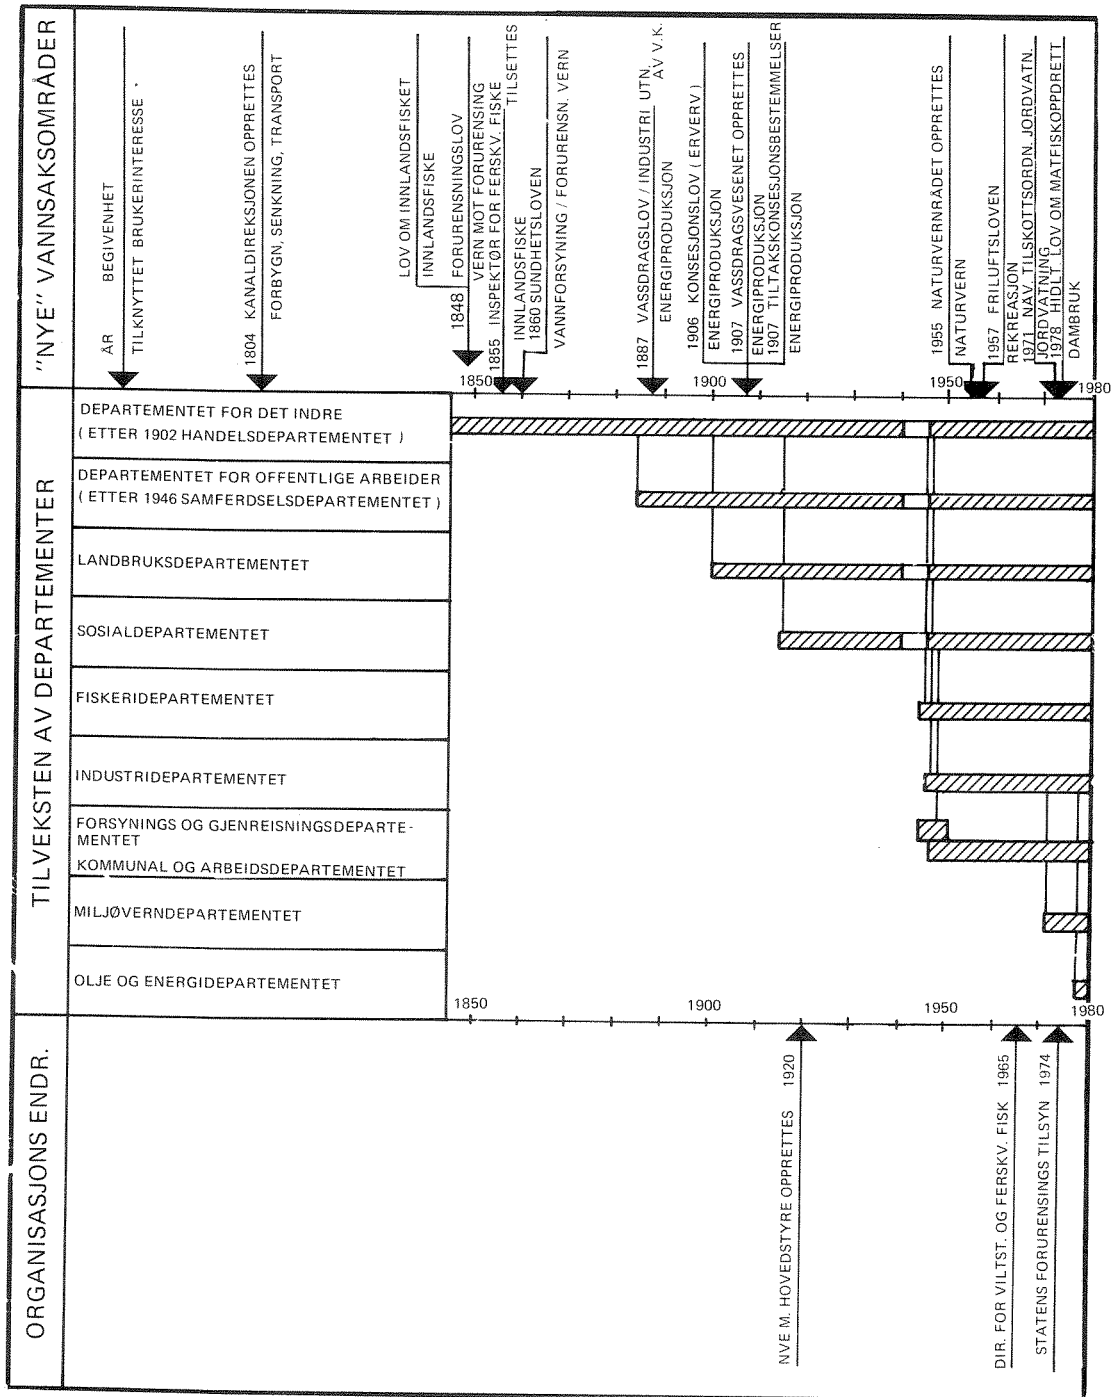 "NYE" VANNSAKSOMRÅDER
ÅR BEGIVENHET
TILKNYTTET BRUKERINTERESSE
1804 KANALDIREKSJONEN OPPRETTES
FORBYGN, SENKNING, TRANSPORT
LOV OM INNLANDSFISKET
INNLANDSFISKE
1848 FORURENSNINGSLOV
VERN MOT FORURENSING
1855 INSPEKTØR FOR FERSKV. FISKE
TILSETTES
INNLANDSFISKE
1860 SUNDHETSLOVEN
VANNFORSYNING / FORURENSN. VERN
1887 VASSDRAGSLOV / INDUSTRI UTN.
AV V.K.
ENERGIPRODUKSJON
1906 KONSESJONSLOV ( ERVERV )
ENERGIPRODUKSJON
1907 VASSDRAGSVESENET OPPRETTES
ENERGIPRODUKSJON
1907 TILTAKSKONSESJONSBESTEMMELSER
ENERGIPRODUKSJON
1955 NATURVERNRÅDET OPPRETTES
NATURVERN
1957 FRILUFTSLOVEN
REKREASJON
1971 NÅV. TILSKOTTSORDN. JORDVATN.
JORDVATNING
1978 HIDLT. LOV OM MATFISKOPPDRETT
DAMBRUK
1850 1900 1950 1980
TILVEKSTEN AV DEPARTEMENTER
DEPARTEMENTET FOR DET INDRE
( ETTER 1902 HANDELSDEPARTEMENTET )
DEPARTEMENTET FOR OFFENTLIGE ARBEIDER
( ETTER 1946 SAMFERDSELSDEPARTEMENTET )
LANDBRUKSDEPARTEMENTET
SOSIALDEPARTEMENTET
FISKERIDEPARTEMENTET
INDUSTRIDEPARTEMENTET
FORSYNINGS OG GJENREISNINGSDEPARTE-
MENTET
KOMMUNAL OG ARBEIDSDEPARTEMENTET
MILJØVERNDEPARTEMENTET
OLJE OG ENERGIDEPARTEMENTET
1850 1900 1950 1980
ORGANISASJONS ENDR.
NVE M. HOVEDSTYRE OPPRETTES 1920
DIR. FOR VILTST. OG FERSKV. FISK 1965
STATENS FORURENSINGS TILSYN 1974